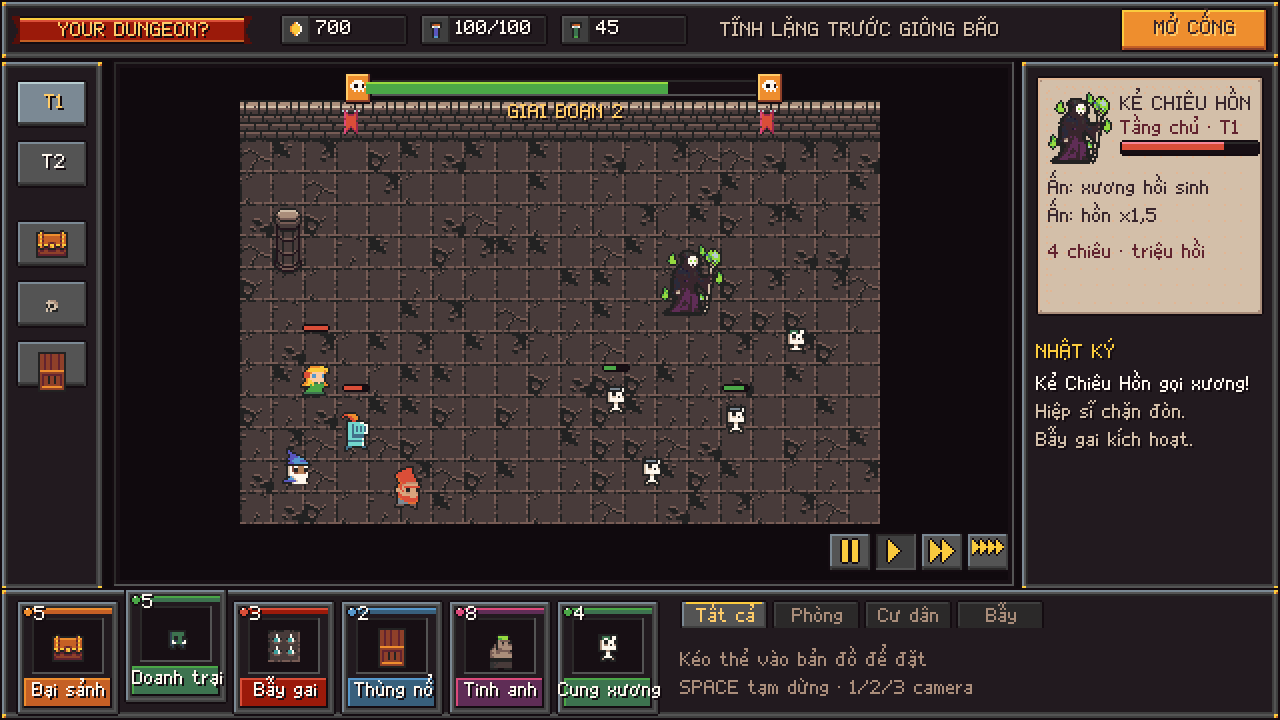 YOUR DUNGEON?
700
100/100
45
TĨNH LẶNG TRƯỚC GIÔNG BÃO
MỞ CỔNG
T1
T2
GIAI ĐOẠN 2
KẺ CHIÊU HỒN
Tầng chủ · T1
Ấn: xương hồi sinh
Ấn: hồn x1,5
4 chiêu · triệu hồi
NHẬT KÝ
Kẻ Chiêu Hồn gọi xương!
Hiệp sĩ chặn đòn.
Bẫy gai kích hoạt.
5
Đại sảnh
5
Doanh trại
3
Bẫy gai
2
Thùng nổ
8
Tinh anh
4
Cung xương
Tất cả
Phòng
Cư dân
Bẫy
Kéo thẻ vào bản đồ để đặt
SPACE tạm dừng · 1/2/3 camera